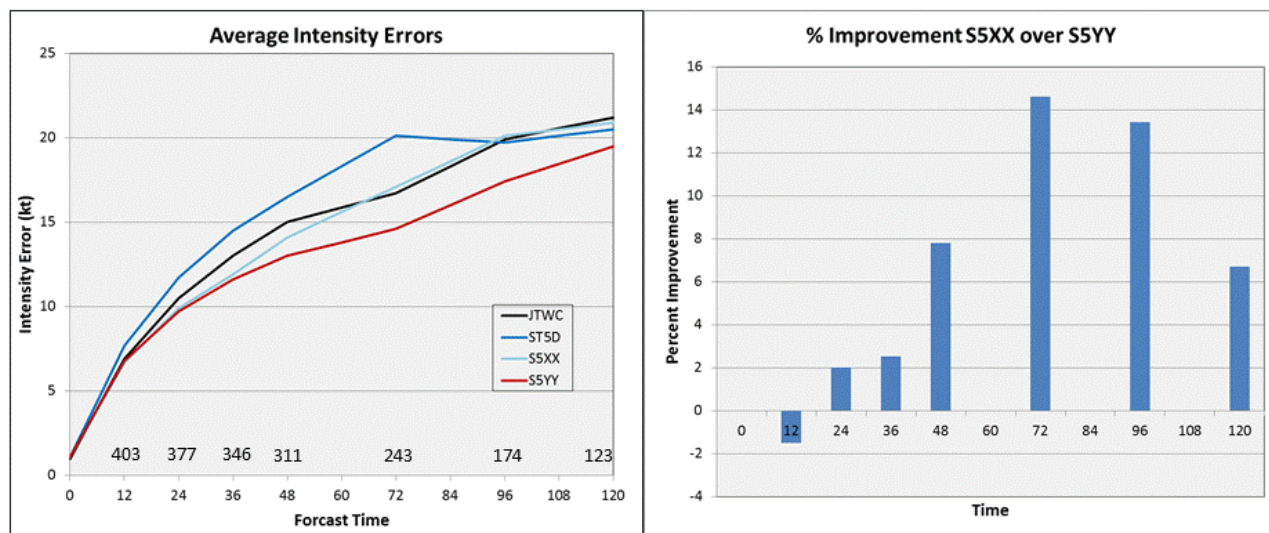 Average Intensity Errors
25
20
15
10
5
0
Intensity Error (kt)
JTWC
ST5D
S5XX
S5YY
403 377 346 311 243 174 123
0 12 24 36 48 60 72 84 96 108 120
Forcast Time
% Improvement S5XX over S5YY
16
14
12
10
8
6
4
2
0
-2
-4
Percent Improvement
0 12 24 36 48 60 72 84 96 108 120
Time